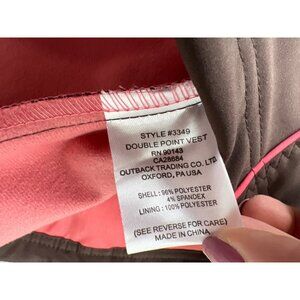 STYLE #3349
DOUBLE POINT VEST
RN 90143
CA28684
OUTBACK TRADING CO. LTD
OXFORD, PA USA
SHELL: 96% POLYESTER
4% SPANDEX
LINING: 100% POLYESTER
(SEE REVERSE FOR CARE)
MADE IN CHINA